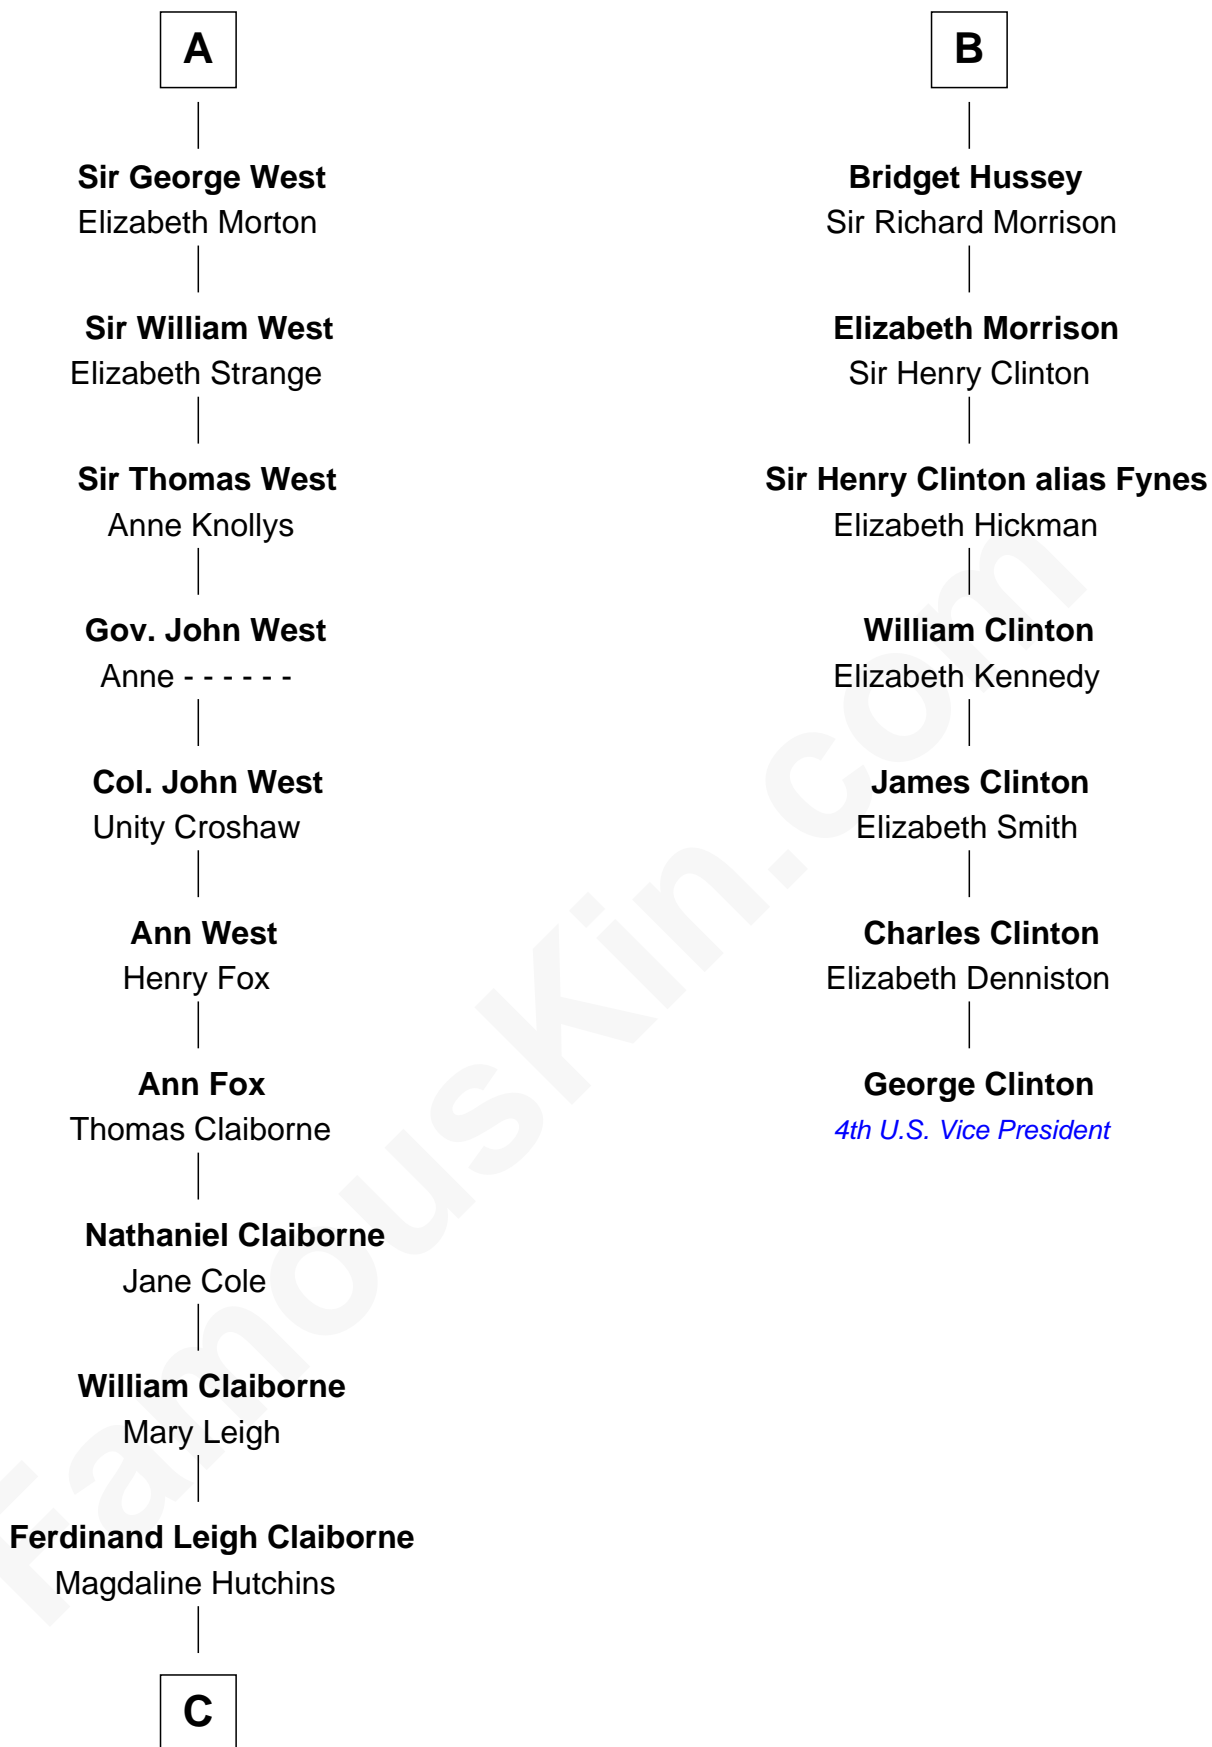 A
Sir George West
Elizabeth Morton
Sir William West
Elizabeth Strange
Sir Thomas West
Anne Knollys
Gov. John West
Anne - - - - - -
Col. John West
Unity Croshaw
Ann West
Henry Fox
Ann Fox
Thomas Claiborne
Nathaniel Claiborne
Jane Cole
William Claiborne
Mary Leigh
Ferdinand Leigh Claiborne
Magdaline Hutchins
C
B
Bridget Hussey
Sir Richard Morrison
Elizabeth Morrison
Sir Henry Clinton
Sir Henry Clinton alias Fynes
Elizabeth Hickman
William Clinton
Elizabeth Kennedy
James Clinton
Elizabeth Smith
Charles Clinton
Elizabeth Denniston
George Clinton
4th U.S. Vice President
FamousKin.com